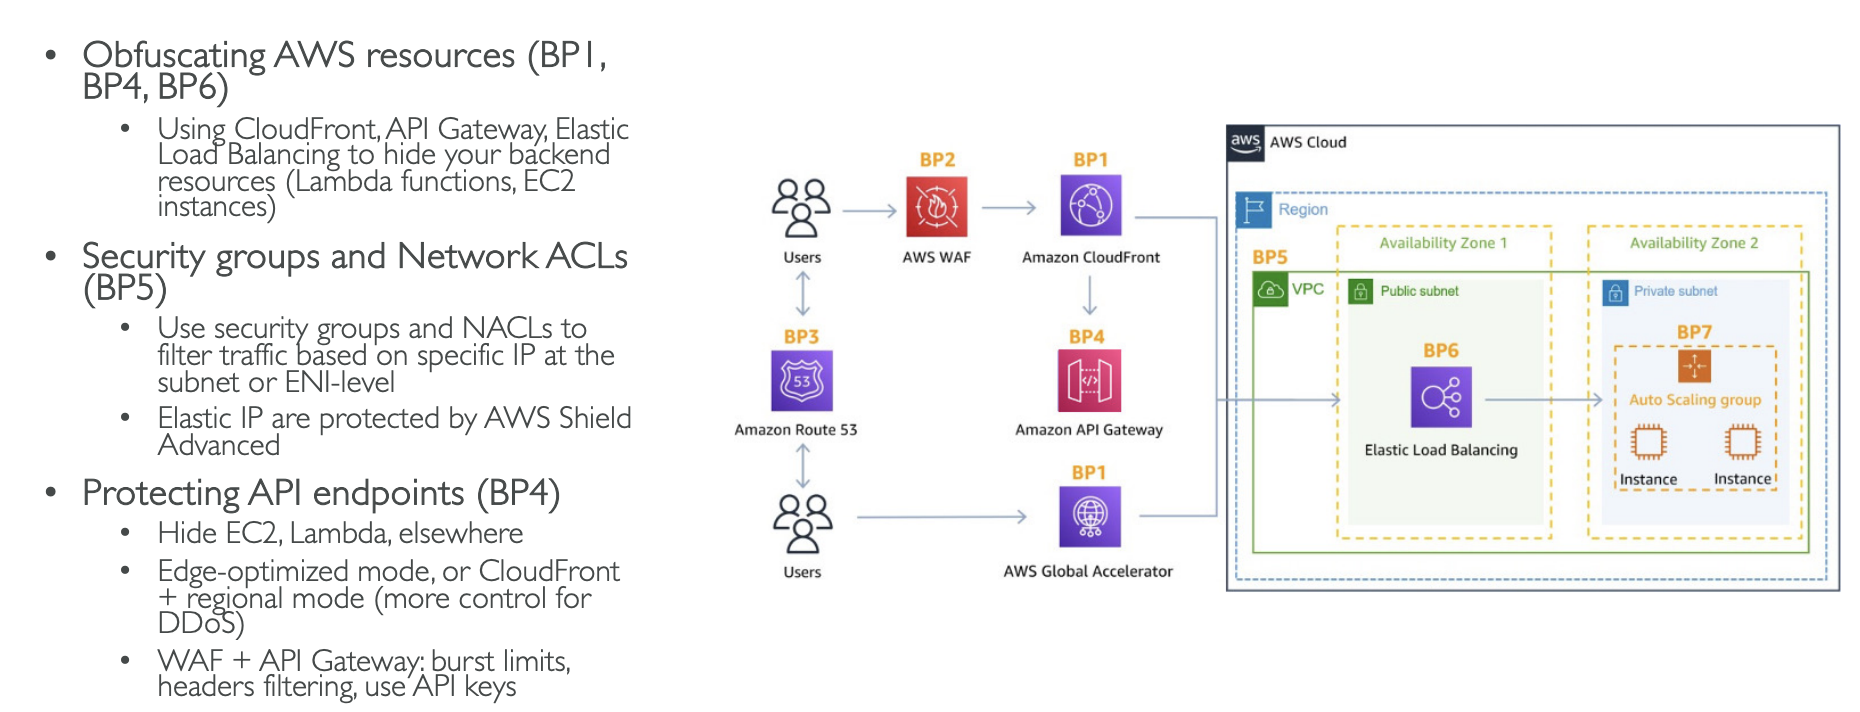 • Obfuscating AWS resources (BP1,
BP4, BP6)
• Using CloudFront, API Gateway, Elastic
Load Balancing to hide your backend
resources (Lambda functions, EC2
instances)
• Security groups and Network ACLs
(BP5)
• Use security groups and NACLs to
filter traffic based on specific IP at the
subnet or ENI-level
• Elastic IP are protected by AWS Shield
Advanced
• Protecting API endpoints (BP4)
• Hide EC2, Lambda, elsewhere
• Edge-optimized mode, or CloudFront
+ regional mode (more control for
DDoS)
• WAF + API Gateway: burst limits,
headers filtering, use API keys
Users
BP2
AWS WAF
BP1
Amazon CloudFront
BP3
53
Amazon Route 53
BP4
</>
Amazon API Gateway
Users
BP1
AWS Global Accelerator
aws
AWS Cloud
Region
Availability Zone 1
Availability Zone 2
BP5
VPC
Public subnet
Private subnet
BP6
Elastic Load Balancing
BP7
Auto Scaling group
Instance
Instance